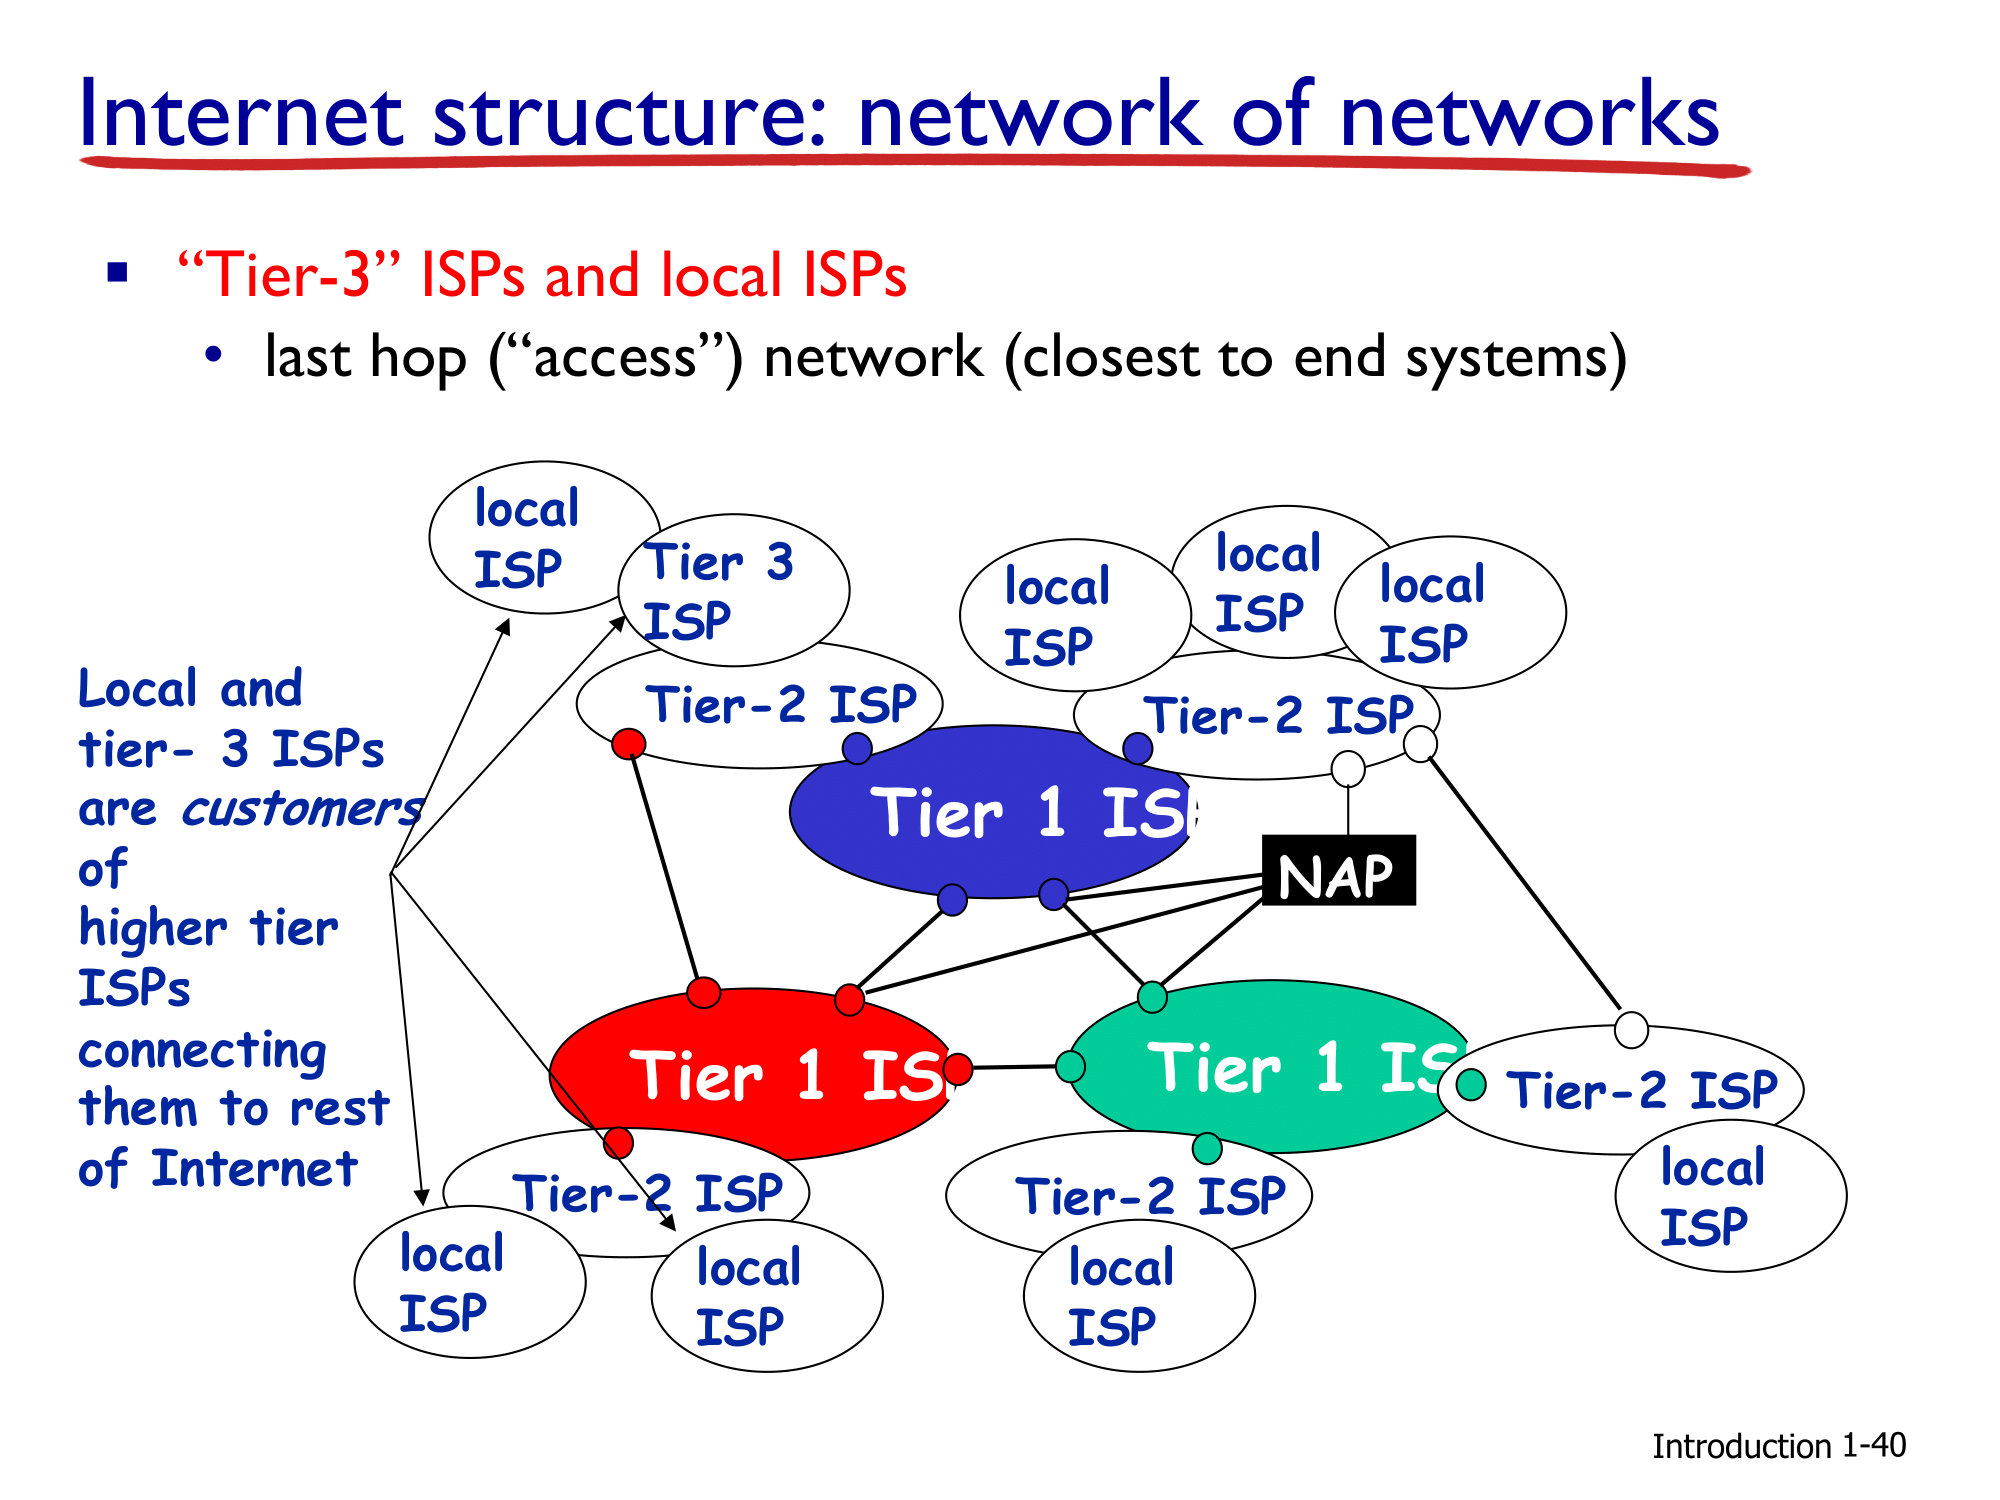 Internet structure: network of networks
“Tier-3” ISPs and local ISPs
last hop (“access”) network (closest to end systems)
local
ISP
Tier 3
ISP
local
ISP
local
ISP
local
ISP
Local and
tier- 3 ISPs
are customers
of
higher tier
ISPs
connecting
them to rest
of Internet
Tier-2 ISP
Tier-2 ISP
Tier 1 ISP
NAP
Tier 1 IS
Tier 1 IS
Tier-2 ISP
Tier-2 ISP
Tier-2 ISP
local
ISP
local
ISP
local
ISP
local
ISP
Introduction 1-40